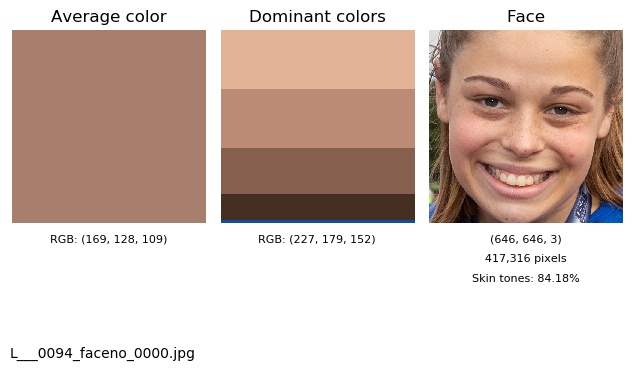 Average color
Dominant colors
Face
RGB: (169, 128, 109)
RGB: (227, 179, 152)
(646, 646, 3)
417,316 pixels
Skin tones: 84.18%
L___0094_faceno_0000.jpg